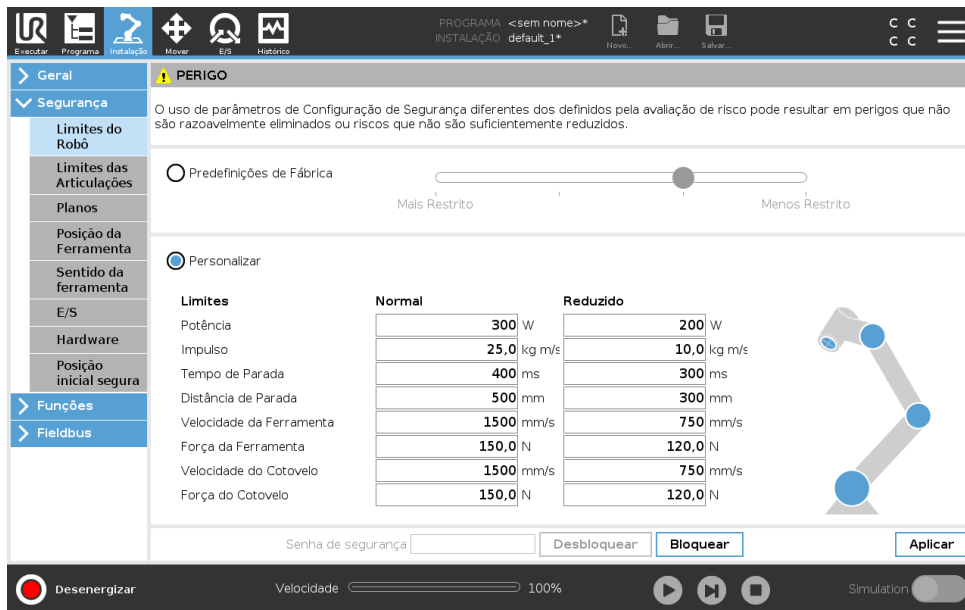 UR
Executar
Programa
Instalação
Mover
E/S
Histórico
PROGRAMA <sem nome>*
INSTALAÇÃO default_1*
Novo...
Abrir...
Salvar...
C C
C C
Geral
Segurança
Limites do
Robô
Limites das
Articulações
Planos
Posição da
Ferramenta
Sentido da
ferramenta
E/S
Hardware
Posição
inicial segura
Funções
Fieldbus
PERIGO
O uso de parâmetros de Configuração de Segurança diferentes dos definidos pela avaliação de risco pode resultar em perigos que não
são razoavelmente eliminados ou riscos que não são suficientemente reduzidos.
Predefinições de Fábrica
Mais Restrito Menos Restrito
Personalizar
Limites Normal Reduzido
Potência 300 W 200 W
Impulso 25,0 kg m/s 10,0 kg m/s
Tempo de Parada 400 ms 300 ms
Distância de Parada 500 mm 300 mm
Velocidade da Ferramenta 1500 mm/s 750 mm/s
Força da Ferramenta 150,0 N 120,0 N
Velocidade do Cotovelo 1500 mm/s 750 mm/s
Força do Cotovelo 150,0 N 120,0 N
Senha de segurança Desbloquear Bloquear Aplicar
Desenergizar Velocidade 100% Simulation